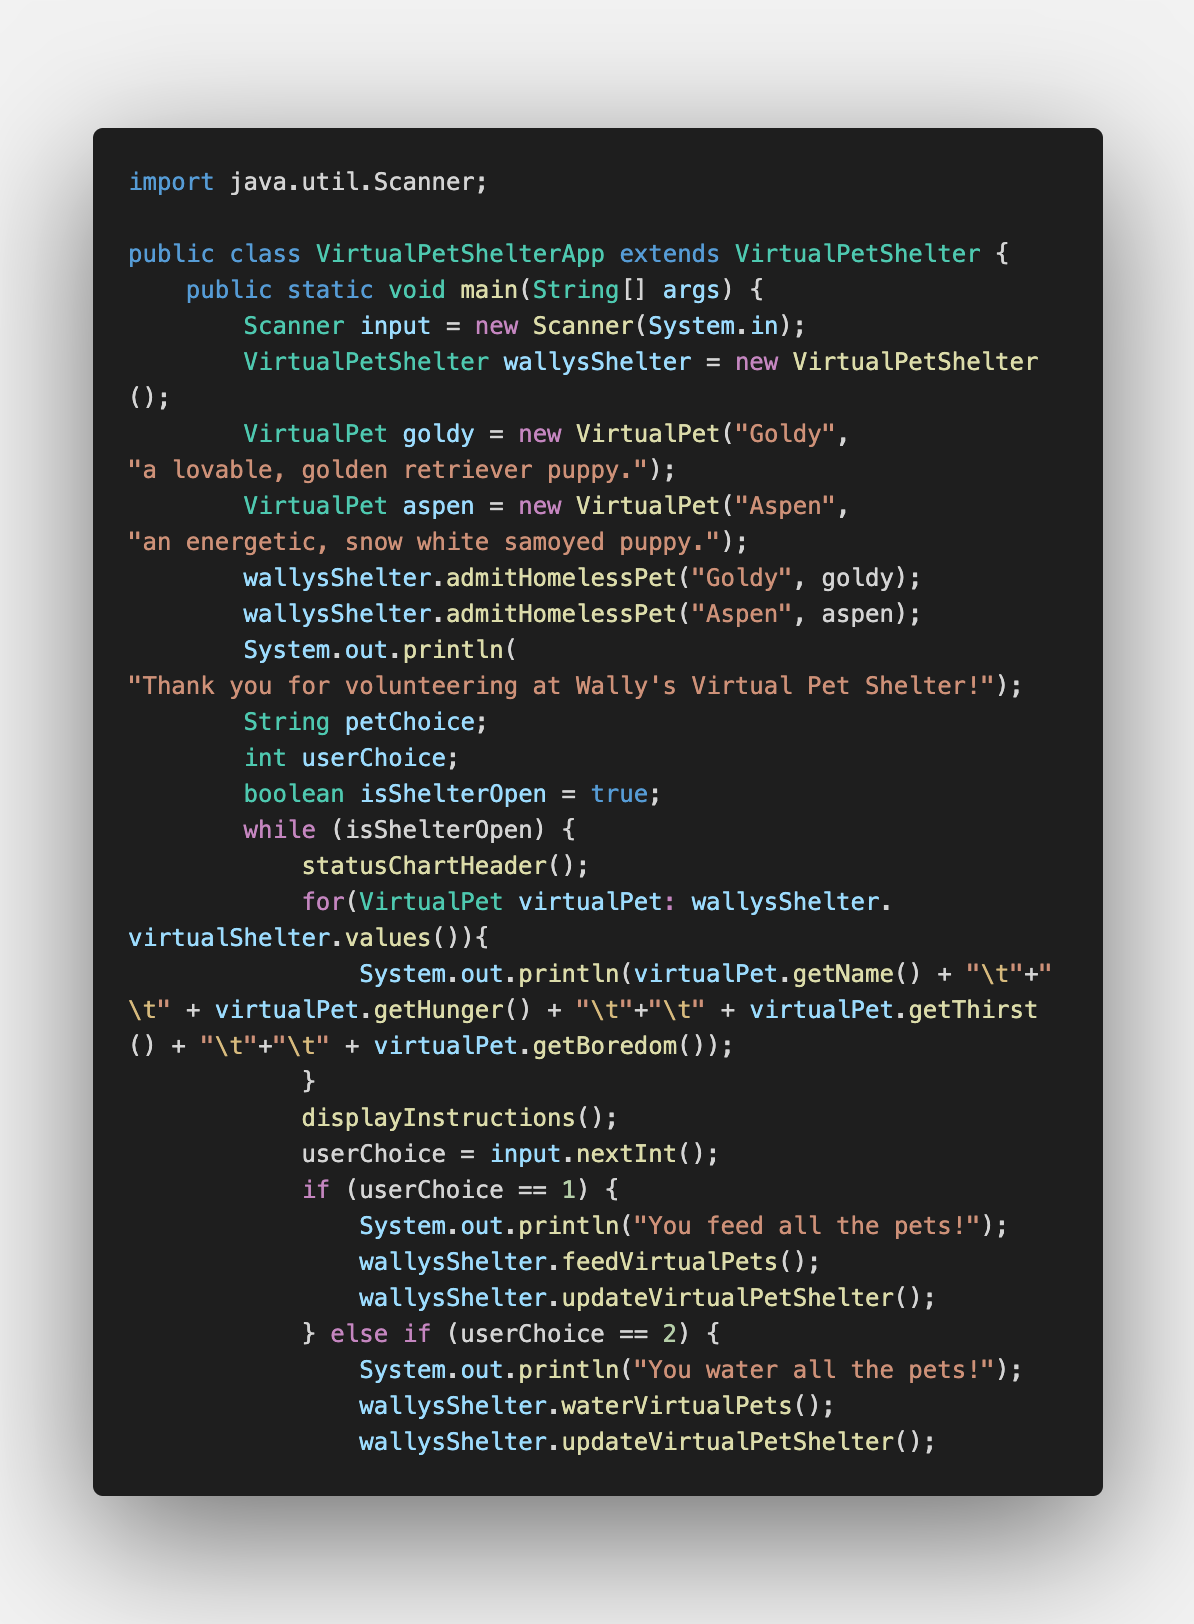 import java.util.Scanner;

public class VirtualPetShelterApp extends VirtualPetShelter {
    public static void main(String[] args) {
        Scanner input = new Scanner(System.in);
        VirtualPetShelter wallysShelter = new VirtualPetShelter
();
        VirtualPet goldy = new VirtualPet("Goldy",
"a lovable, golden retriever puppy.");
        VirtualPet aspen = new VirtualPet("Aspen",
"an energetic, snow white samoyed puppy.");
        wallysShelter.admitHomelessPet("Goldy", goldy);
        wallysShelter.admitHomelessPet("Aspen", aspen);
        System.out.println(
"Thank you for volunteering at Wally's Virtual Pet Shelter!");
        String petChoice;
        int userChoice;
        boolean isShelterOpen = true;
        while (isShelterOpen) {
            statusChartHeader();
            for(VirtualPet virtualPet: wallysShelter.
virtualShelter.values()){
                System.out.println(virtualPet.getName() + "\t"+"
\t" + virtualPet.getHunger() + "\t"+"\t" + virtualPet.getThirst
() + "\t"+"\t" + virtualPet.getBoredom());
            }
            displayInstructions();
            userChoice = input.nextInt();
            if (userChoice == 1) {
                System.out.println("You feed all the pets!");
                wallysShelter.feedVirtualPets();
                wallysShelter.updateVirtualPetShelter();
            } else if (userChoice == 2) {
                System.out.println("You water all the pets!");
                wallysShelter.waterVirtualPets();
                wallysShelter.updateVirtualPetShelter();